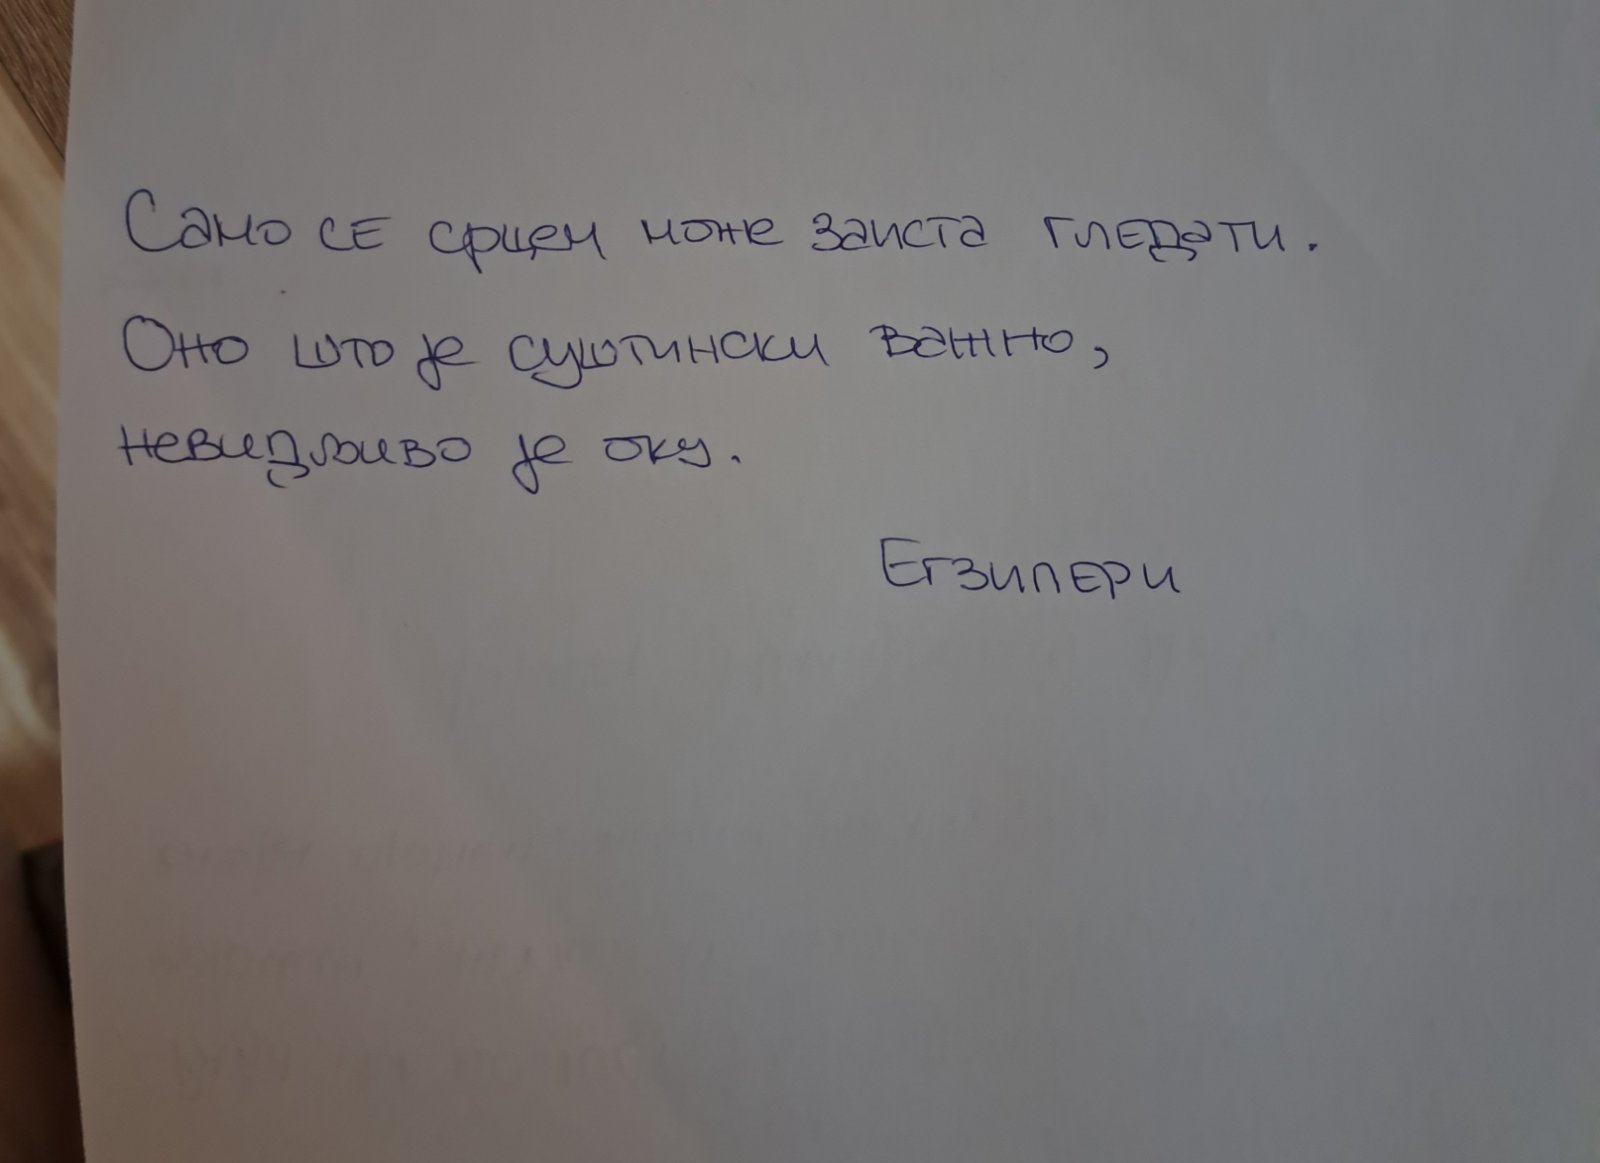 Само се срцем може заиста гледати.
Оно што је суштински важно,
невидљиво је оку.
Егзипери